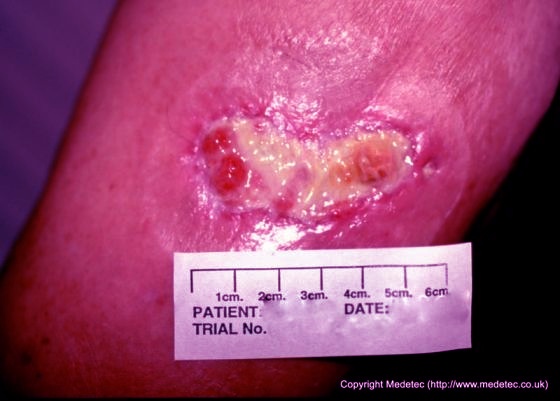 1cm. 2cm. 3cm. 4cm. 5cm. 6cm
PATIENT: DATE:
TRIAL No.
Copyright Medetec (http://www.medetec.co.uk)